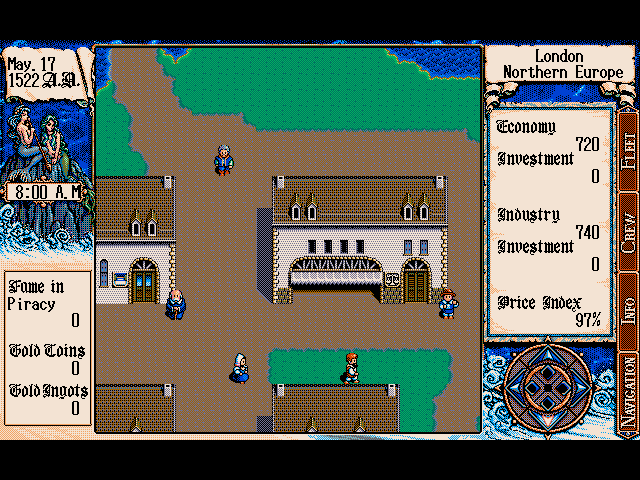 May. 17
1522 A.D.
8:00 A.M
Fame in
Piracy
0
Gold Coins
0
Gold Ingots
0
London
Northern Europe
Economy
720
Investment
0
Industry
740
Investment
0
Price Index
97%
Fleet
Crew
Info
Navigation